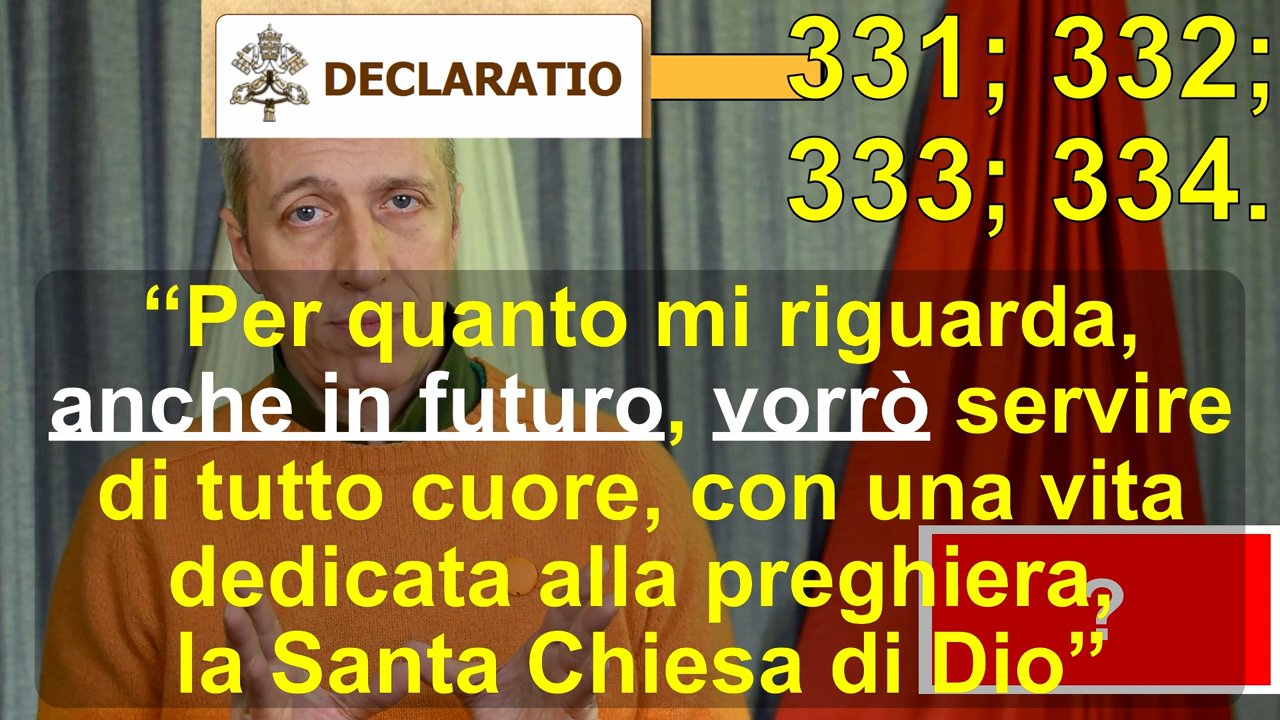 DECLARATIO
331; 332;
333; 334.
“Per quanto mi riguarda,
anche in futuro, vorrò servire
di tutto cuore, con una vita
dedicata alla preghiera,
la Santa Chiesa di Dio”
?